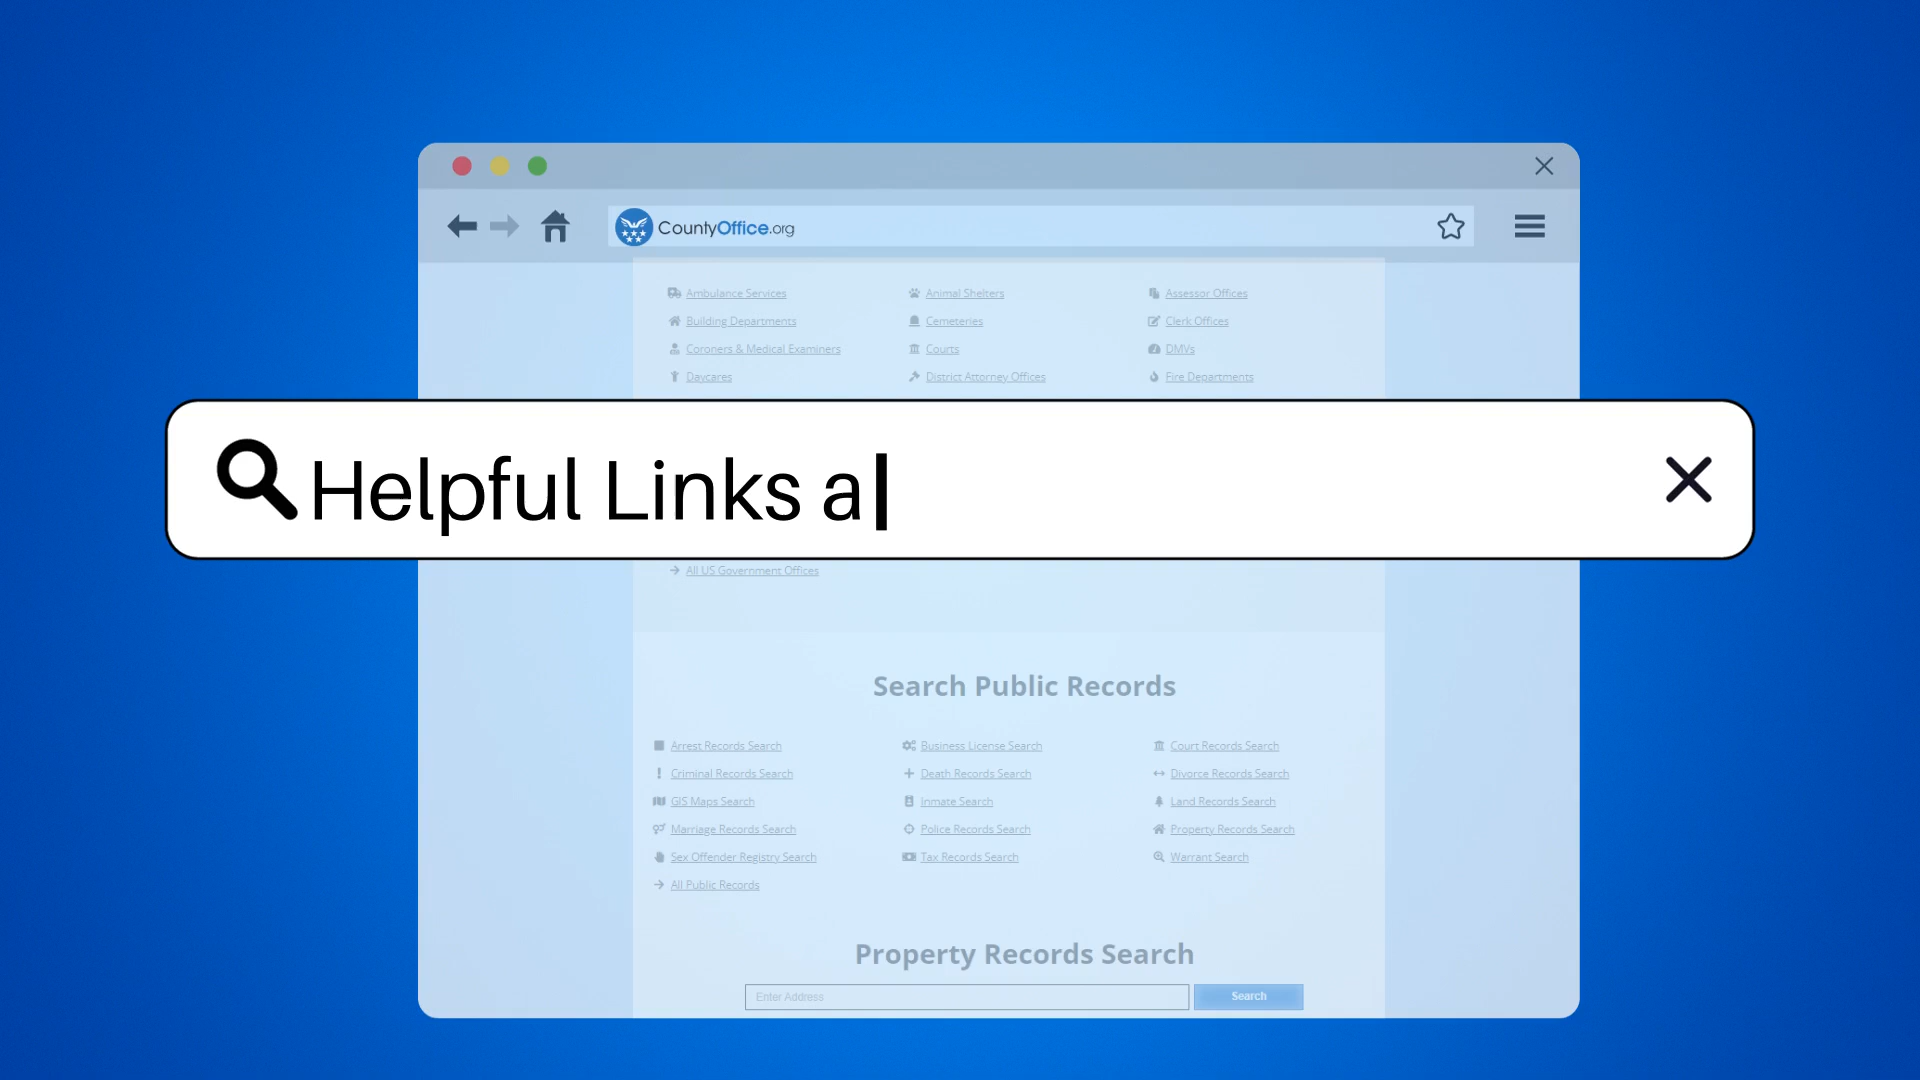 CountyOffice.org
Ambulance Services Animal Shelters Assessor Offices
Building Departments Cemeteries Clerk Offices
Coroners & Medical Examiners Courts DMVs
Daycares District Attorney Offices Fire Departments
Helpful Links a
All US Government Offices
Search Public Records
Arrest Records Search Business License Search Court Records Search
Criminal Records Search Death Records Search Divorce Records Search
GIS Maps Search Inmate Search Land Records Search
Marriage Records Search Police Records Search Property Records Search
Sex Offender Registry Search Tax Records Search Warrant Search
All Public Records
Property Records Search
Enter Address Search